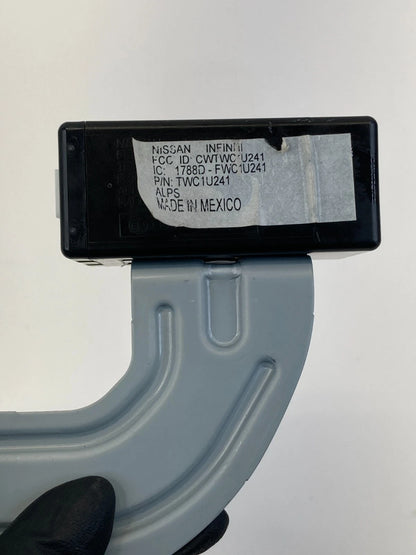 NISSAN INFINITI
FCC ID: CWTWC1U241
IC: 1788D - FWC1U241
P/N: TWC1U241
ALPS
MADE IN MEXICO